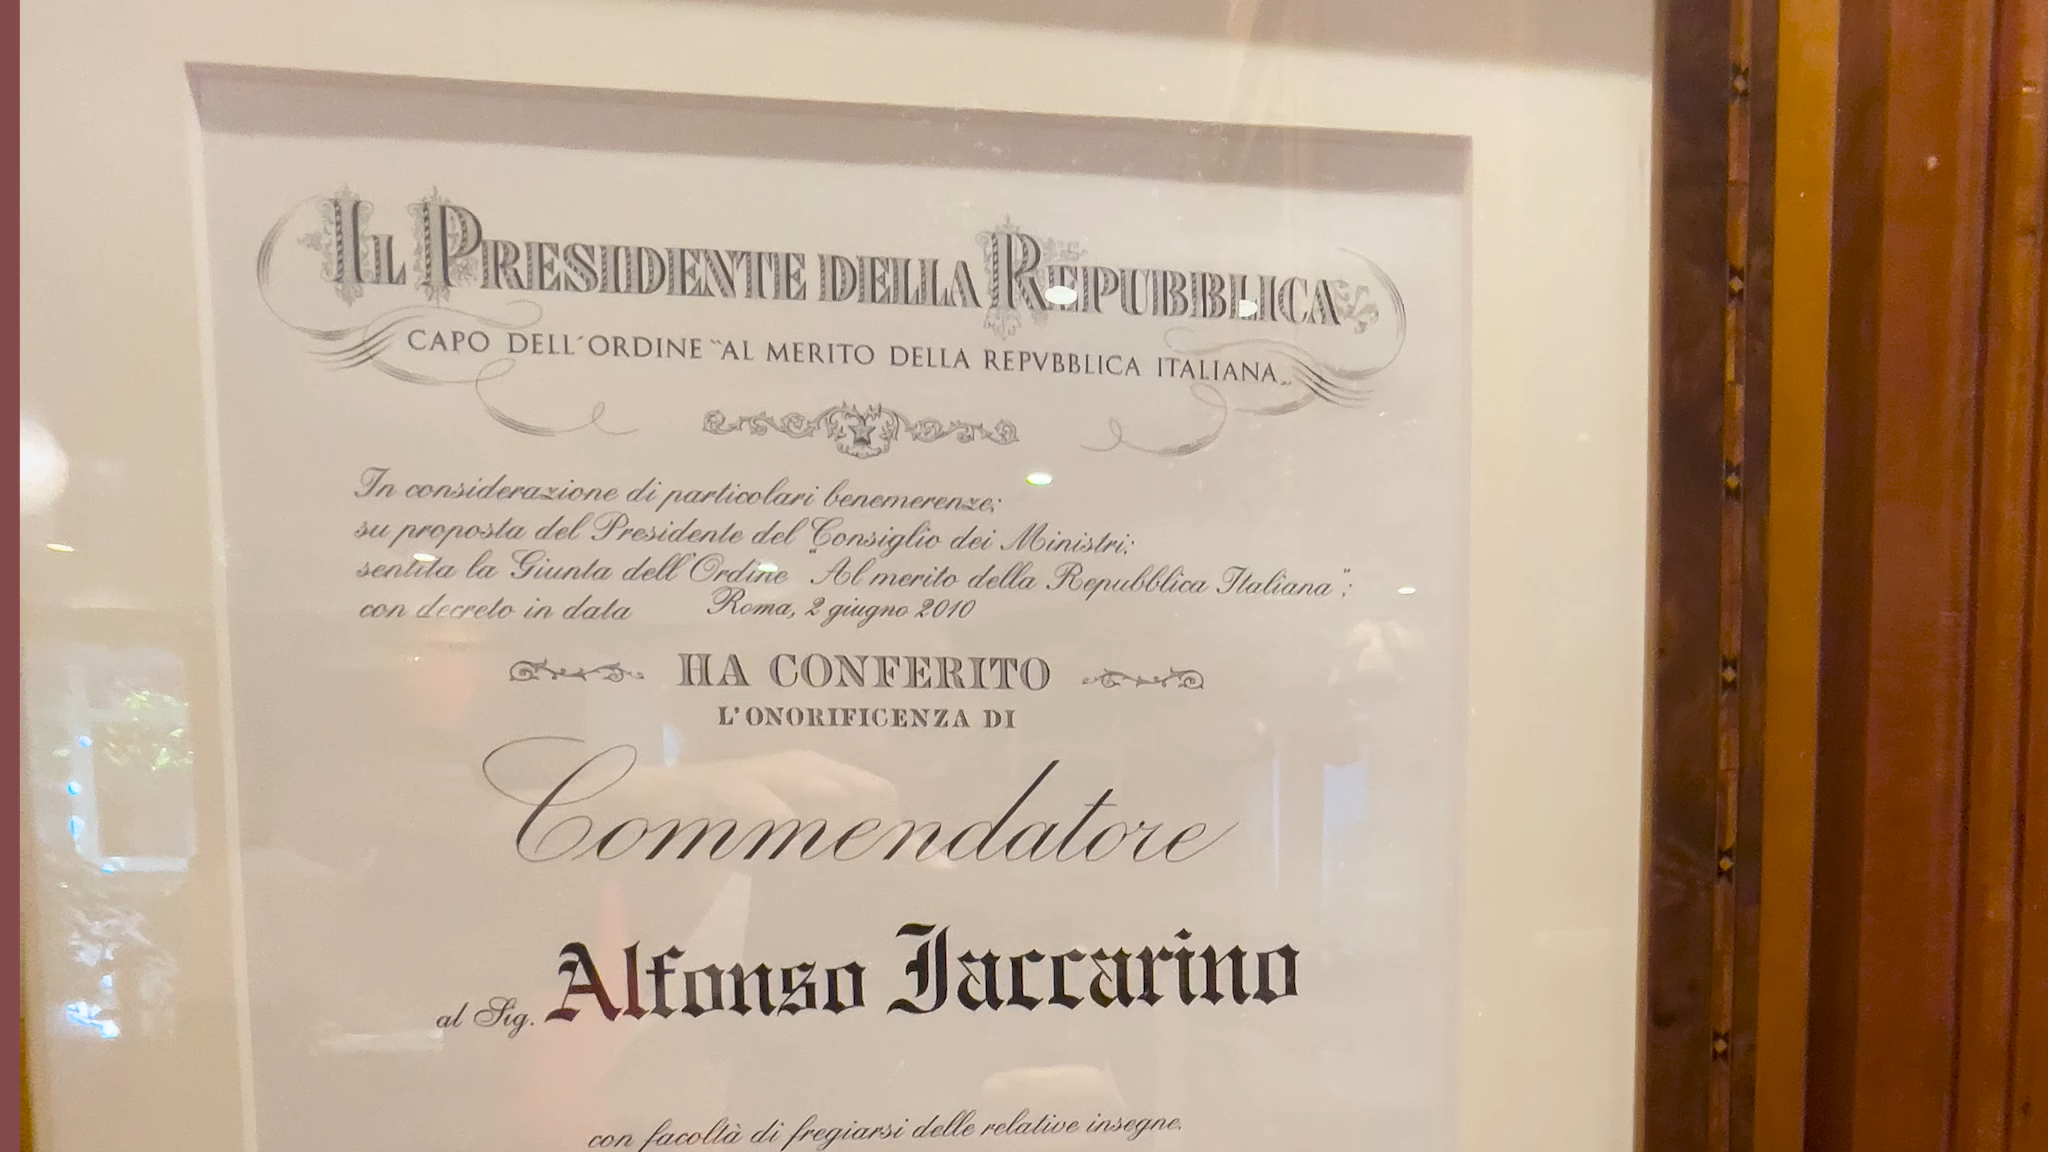 IL PRESIDENTE DELLA REPUBBLICA
CAPO DELL'ORDINE "AL MERITO DELLA REPVBBLICA ITALIANA"
In considerazione di particolari benemerenze;
su proposta del Presidente del Consiglio dei Ministri;
sentita la Giunta dell'Ordine "Al merito della Repubblica Italiana";
con decreto in data Roma, 2 giugno 2010
HA CONFERITO
L'ONORIFICENZA DI
Commendatore
al Sig. Alfonso Iaccarino
con facoltà di fregiarsi delle relative insegne.